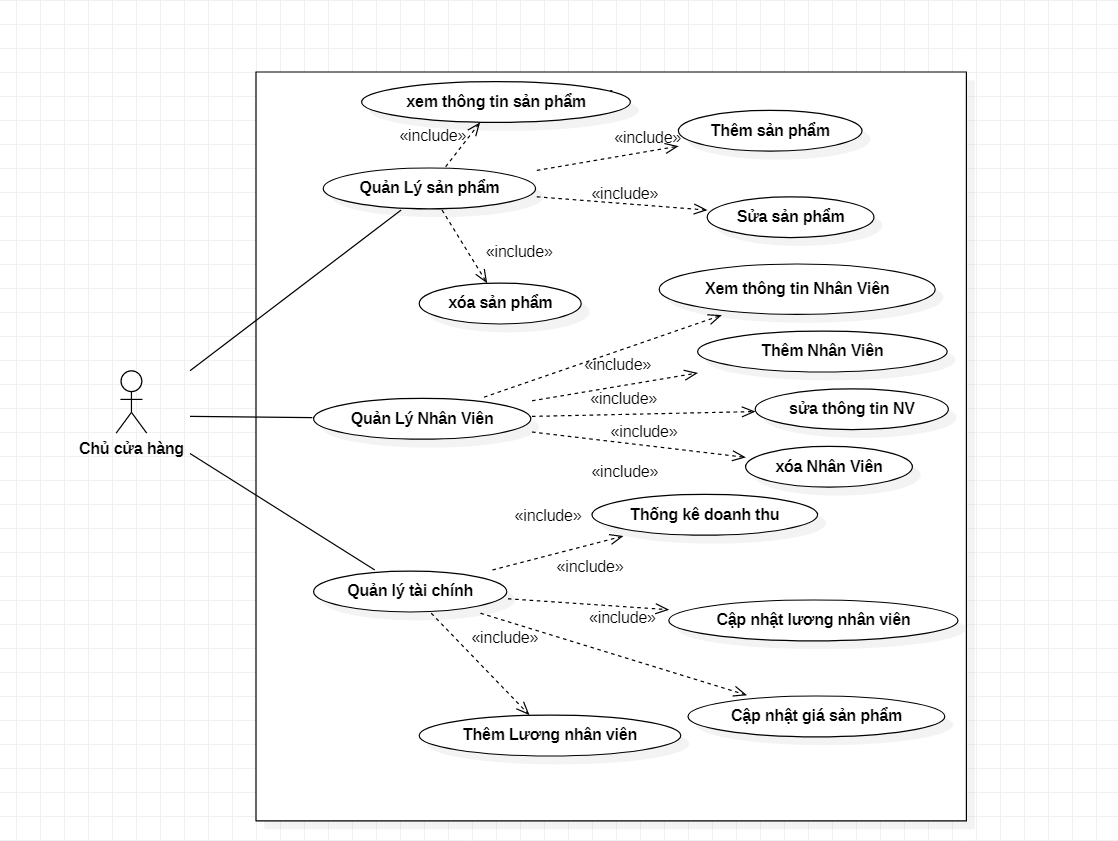 xem thông tin sản phẩm
«include»
«include»
Thêm sản phẩm
Quản Lý sản phẩm
«include»
Sửa sản phẩm
«include»
xóa sản phẩm
Xem thông tin Nhân Viên
Thêm Nhân Viên
«include»
«include»
sửa thông tin NV
Quản Lý Nhân Viên
«include»
Chủ cửa hàng
xóa Nhân Viên
«include»
«include»
Thống kê doanh thu
«include»
Quản lý tài chính
«include»
Cập nhật lương nhân viên
«include»
Cập nhật giá sản phẩm
Thêm Lương nhân viên